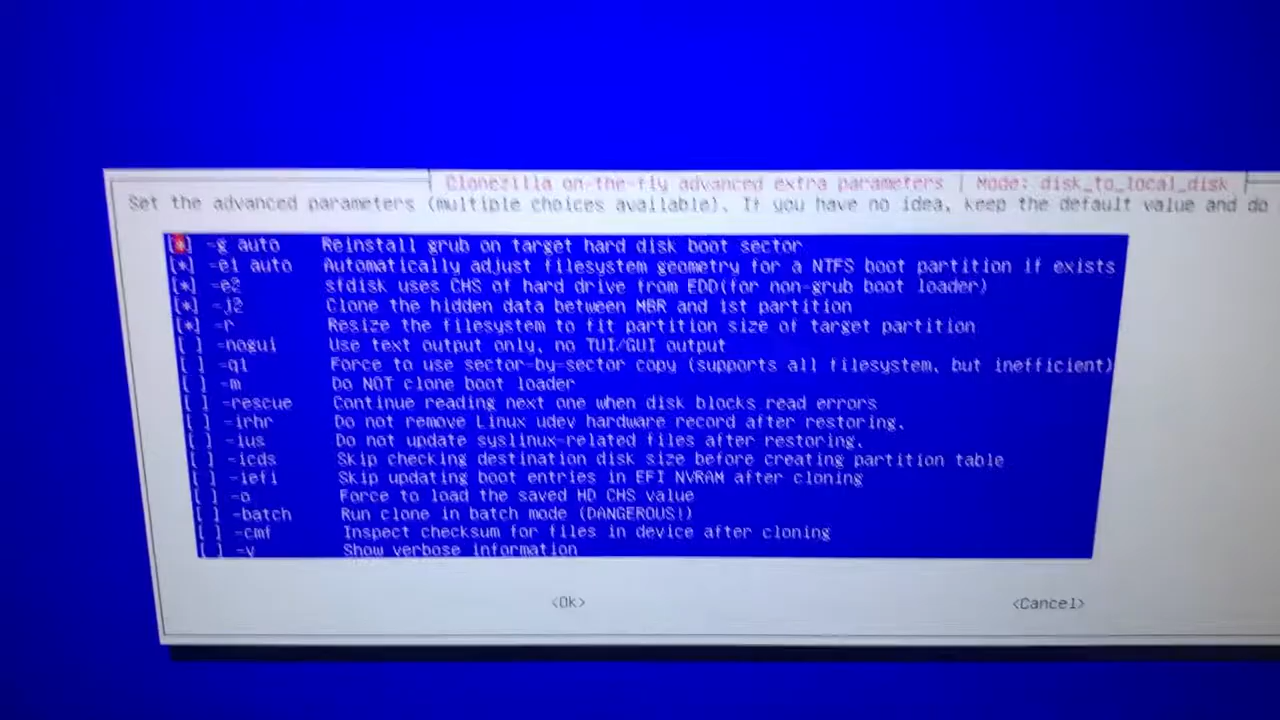 Clonezilla on-the-fly advanced extra parameters | Mode: disk_to_local_disk
Set the advanced parameters (multiple choices available). If you have no idea, keep the default value and do
[*] -g auto Reinstall grub on target hard disk boot sector
[*] -e1 auto Automatically adjust filesystem geometry for a NTFS boot partition if exists
[*] -e2 sfdisk uses CHS of hard drive from EDD(for non-grub boot loader)
[*] -j2 Clone the hidden data between MBR and 1st partition
[*] -r Resize the filesystem to fit partition size of target partition
[ ] -nogui Use text output only, no TUI/GUI output
[ ] -q1 Force to use sector-by-sector copy (supports all filesystem, but inefficient)
[ ] -m Do NOT clone boot loader
[ ] -rescue Continue reading next one when disk blocks read errors
[ ] -irhr Do not remove Linux udev hardware record after restoring.
[ ] -ius Do not update syslinux-related files after restoring.
[ ] -icds Skip checking destination disk size before creating partition table
[ ] -iefi Skip updating boot entries in EFI NVRAM after cloning
[ ] -o Force to load the saved HD CHS value
[ ] -batch Run clone in batch mode (DANGEROUS!)
[ ] -cmf Inspect checksum for files in device after cloning
[ ] -v Show verbose information
<Ok> <Cancel>